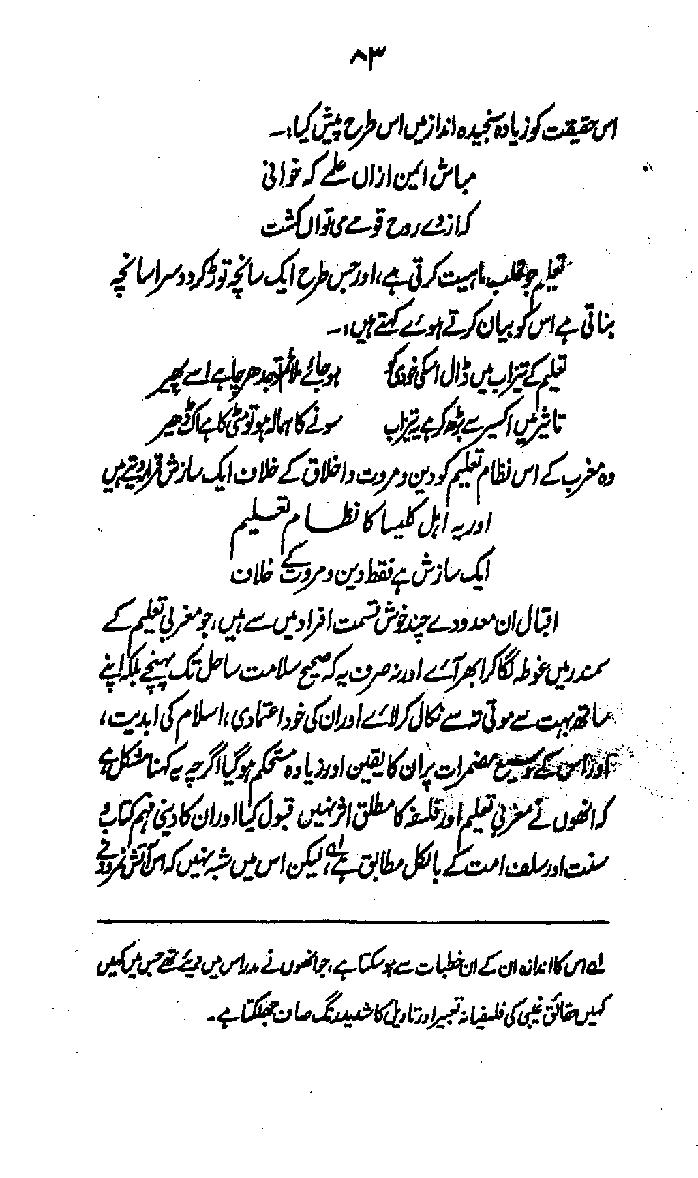 ۸۳
اس حقیقت کو زیادہ سنجیدہ انداز میں اس طرح پیش کیا:۔
مباش ایمن ازاں علمے کہ خوانی
کہ ازوے روح قومے می تواں کشت
تعلیم جو قلب ماہیت کرتی ہے، اور جس طرح ایک سانچہ توڑ کر دوسرا سانچہ
بناتی ہے اس کو بیان کرتے ہوئے کہتے ہیں:۔
تعلیم کے تیزاب میں ڈال اسکی خودی کو ہو جائے ملائم تو جدھر چاہے اسے پھیر
تاثیر میں اکسیر سے بڑھ کر ہے یہ تیزاب سونے کا ہمالہ ہو تو مٹی کا ہے اک ڈھیر
وہ مغرب کے اس نظام تعلیم کو دین و مروت و اخلاق کے خلاف ایک سازش قرار دیتے ہیں
اور یہ اہل کلیسا کا نظام تعلیم
ایک سازش ہے فقط دین و مروت کے خلاف
اقبال ان معدودے چند خوش قسمت افراد میں سے ہیں، جو مغربی تعلیم کے
سمندر میں غوطہ لگا کر ابھر آئے اور نہ صرف یہ کہ صحیح سلامت ساحل تک پہنچے بلکہ اپنے
ساتھ بہت سے موتی تہ سے نکال کر لائے اور ان کی خود اعتمادی، اسلام کی ابدیت،
اور اس کے وسیع مضمرات پر ان کا یقین اور زیادہ مستحکم ہو گیا اگرچہ یہ کہنا مشکل ہے
کہ انھوں نے مغربی تعلیم اور فلسفہ کا مطلق اثر نہیں قبول کیا اور ان کا دینی فہم کتاب و
سنت اور سلف امت کے بالکل مطابق ہے لہ، لیکن اس میں شبہ نہیں کہ اس آتش نمرود نے
لہ اس کا اندازہ ان کے ان خطبات سے ہو سکتا ہے، جو انھوں نے مدراس میں دیئے تھے جس میں کہیں
کہیں حقائق غیبی کی فلسفیانہ تعبیر اور تاویل کا شدید رنگ صاف جھلکتا ہے۔